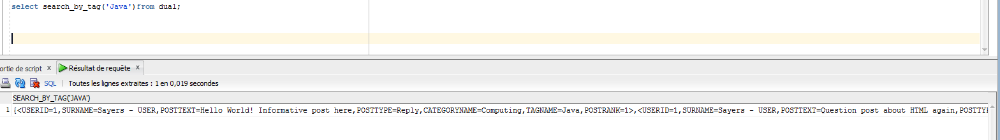 select search_by_tag('Java')from dual;
ortie de script x Résultat de requête x
SQL | Toutes les lignes extraites : 1 en 0,019 secondes
SEARCH_BY_TAG('JAVA')
1 {<USERID=1,SURNAME=Sayers - USER,POSTTEXT=Hello World! Informative post here,POSTTYPE=Reply,CATEGORYNAME=Computing,TAGNAME=Java,POSTRANK=1>,<USERID=1,SURNAME=Sayers - USER,POSTTEXT=Question post about HTML again,POSTTYP